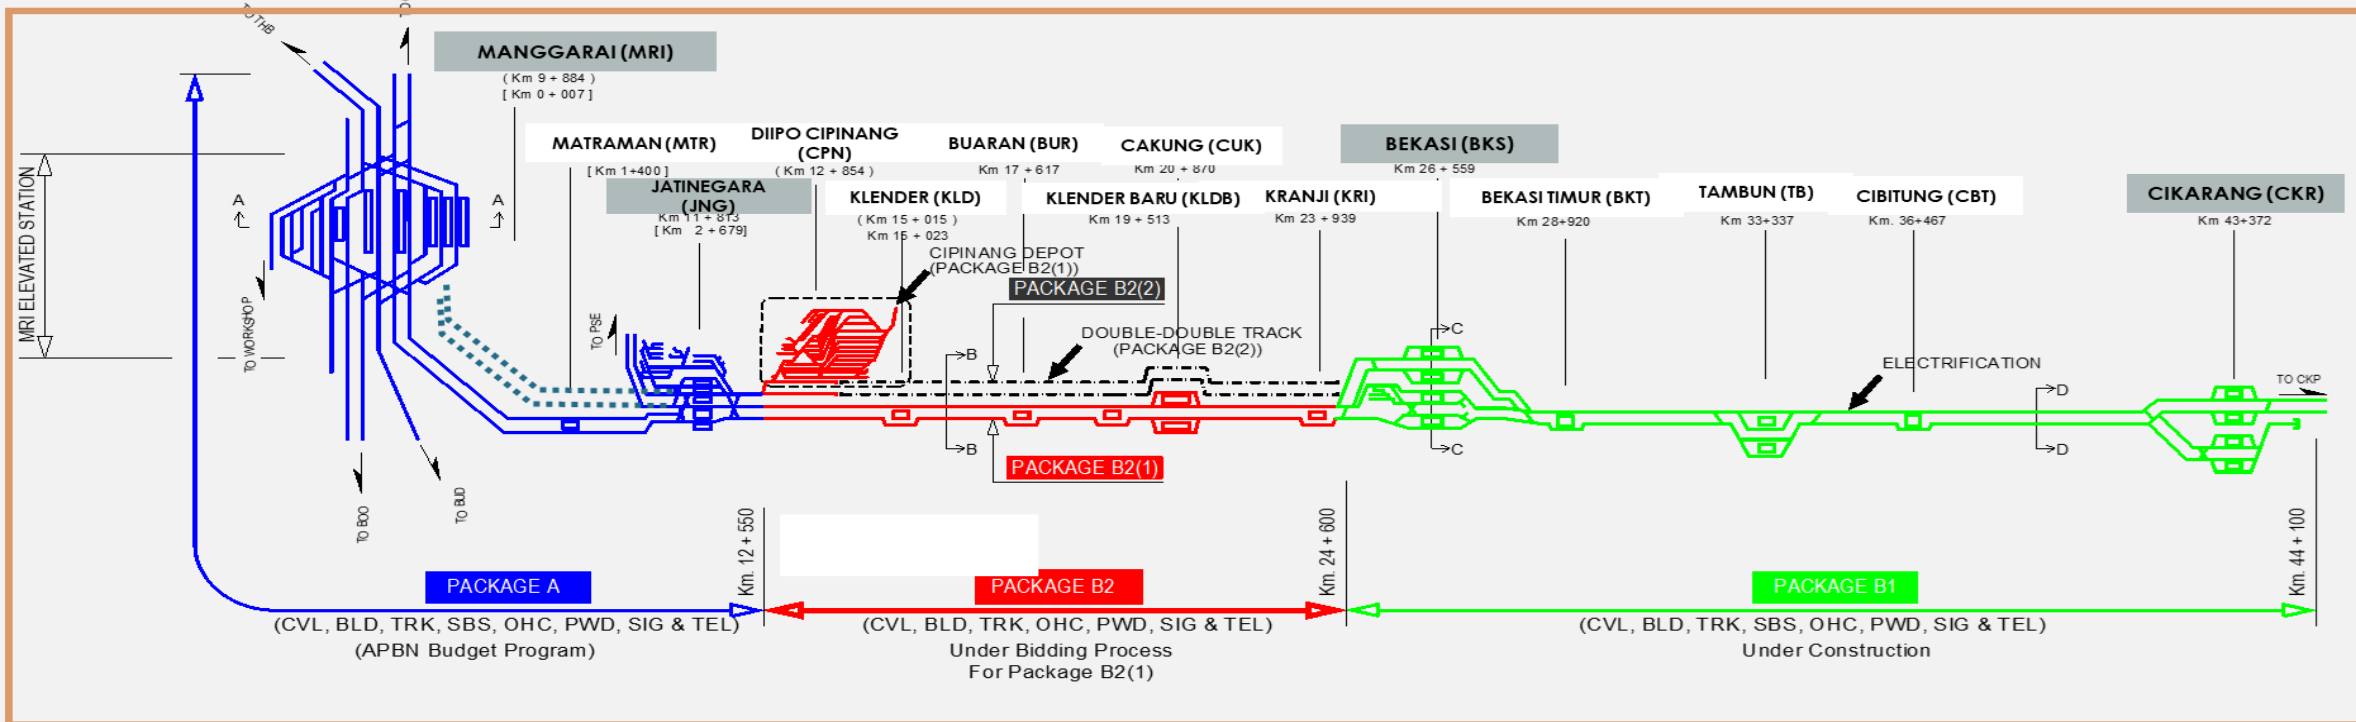 TO THB
TO
MANGGARAI (MRI)
( Km 9 + 884 )
[ Km 0 + 007 ]
MATRAMAN (MTR)
[ Km 1+400 ]
DIIPO CIPINANG
(CPN)
( Km 12 + 854 )
BUARAN (BUR)
Km 17 + 617
CAKUNG (CUK)
Km 20 + 870
BEKASI (BKS)
Km 26 + 559
JATINEGARA
(JNG)
Km 11 + 813
[ Km 2 + 679]
KLENDER (KLD)
( Km 15 + 015 )
Km 15 + 023
KLENDER BARU (KLDB)
Km 19 + 513
KRANJI (KRI)
Km 23 + 939
BEKASI TIMUR (BKT)
Km 28+920
TAMBUN (TB)
Km 33+337
CIBITUNG (CBT)
Km. 36+467
CIKARANG (CKR)
Km 43+372
MRI ELEVATED STATION
A
A
TO WORKSHOP
TO PSE
CIPINANG DEPOT
(PACKAGE B2(1))
PACKAGE B2(2)
DOUBLE-DOUBLE TRACK
(PACKAGE B2(2))
B
B
C
C
ELECTRIFICATION
D
D
TO CKP
PACKAGE B2(1)
TO BOO
TO BUD
Km. 12 + 550
Km. 24 + 600
Km. 44 + 100
PACKAGE A
(CVL, BLD, TRK, SBS, OHC, PWD, SIG & TEL)
(APBN Budget Program)
PACKAGE B2
(CVL, BLD, TRK, OHC, PWD, SIG & TEL)
Under Bidding Process
For Package B2(1)
PACKAGE B1
(CVL, BLD, TRK, SBS, OHC, PWD, SIG & TEL)
Under Construction